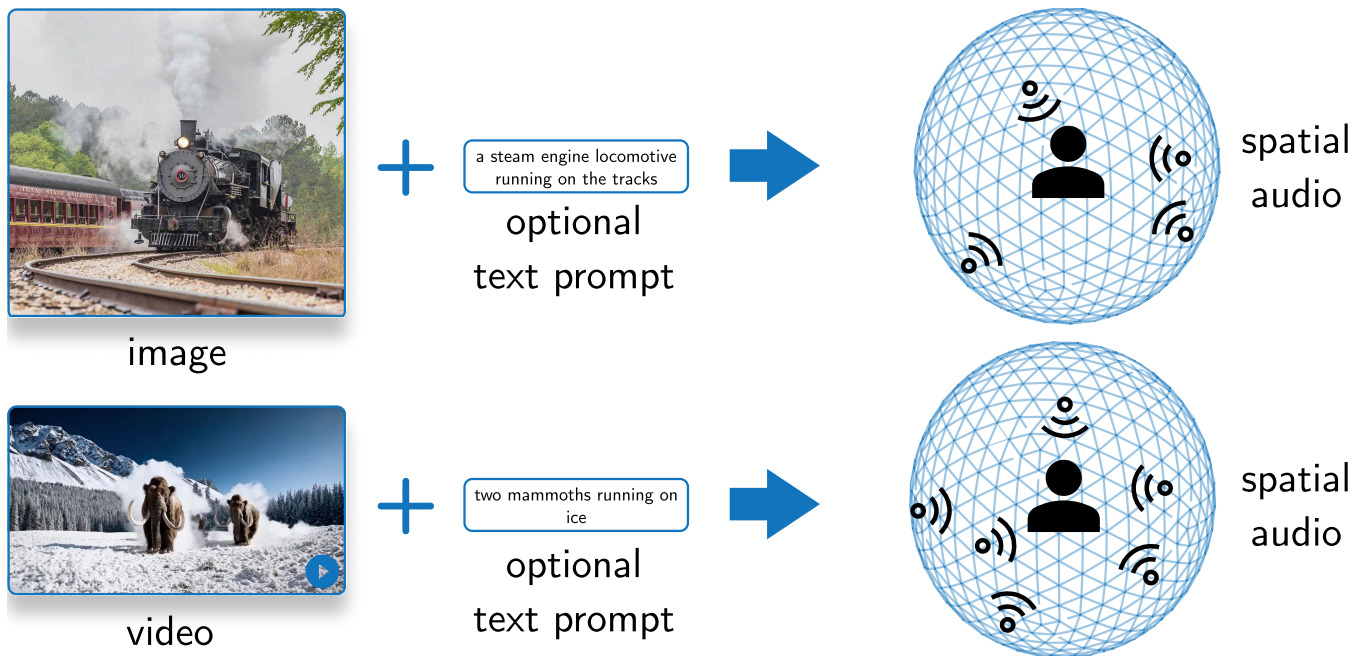 a steam engine locomotive
running on the tracks
optional
text prompt
spatial
audio
image
two mammoths running on
ice
optional
text prompt
spatial
audio
video